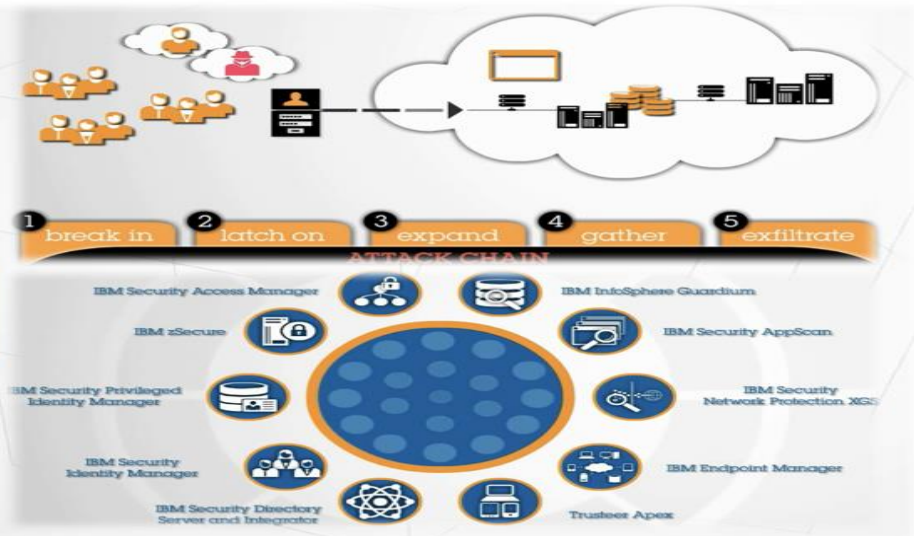 1 break in
2 latch on
3 expand
4 gather
5 exfiltrate
ATTACK CHAIN
IBM Security Access Manager
IBM InfoSphere Guardium
IBM zSecure
IBM Security AppScan
IBM Security Privileged
Identity Manager
IBM Security
Network Protection XGS
IBM Security
Identity Manager
IBM Endpoint Manager
IBM Security Directory
Server and Integrator
Trusteer Apex